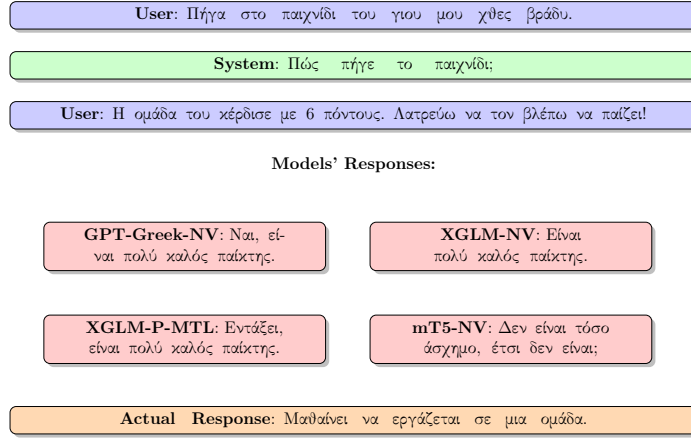 User: Πήγα στο παιχνίδι του γιου μου χθες βράδυ.
System: Πώς πήγε το παιχνίδι;
User: Η ομάδα του κέρδισε με 6 πόντους. Λατρεύω να τον βλέπω να παίζει!
Models' Responses:
GPT-Greek-NV: Ναι, εί-
ναι πολύ καλός παίκτης.
XGLM-NV: Είναι
πολύ καλός παίκτης.
XGLM-P-MTL: Εντάξει,
είναι πολύ καλός παίκτης.
mT5-NV: Δεν είναι τόσο
άσχημο, έτσι δεν είναι;
Actual Response: Μαθαίνει να εργάζεται σε μια ομάδα.